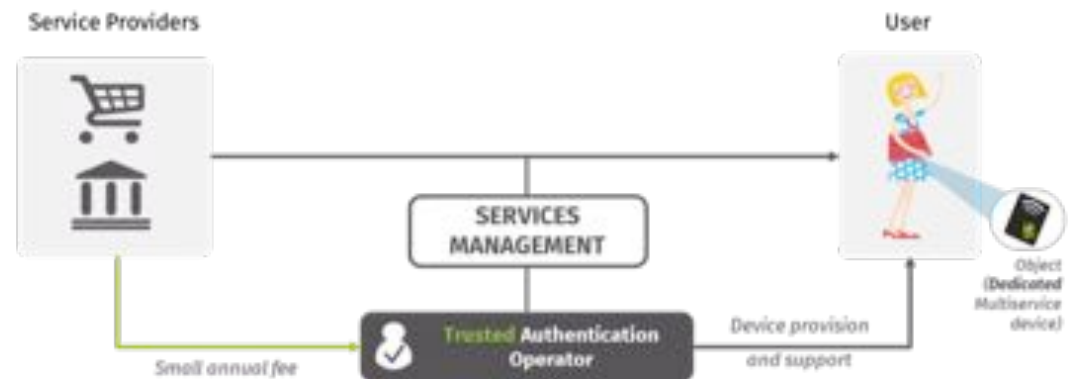 Service Providers
User
SERVICES
MANAGEMENT
Object
(Dedicated
Multiservice
device)
Trusted Authentication
Operator
Device provision
and support
Small annual fee